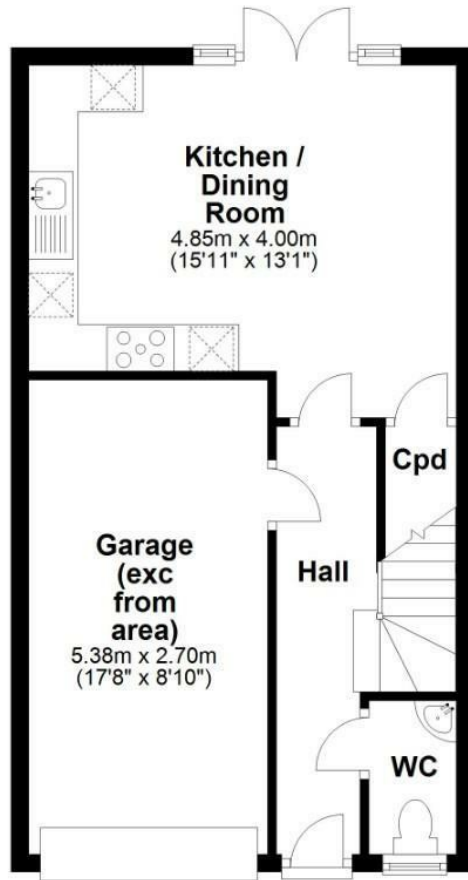 Kitchen /
Dining
Room
4.85m x 4.00m
(15'11" x 13'1")
Cpd
Garage
(exc
from
area)
5.38m x 2.70m
(17'8" x 8'10")
Hall
WC